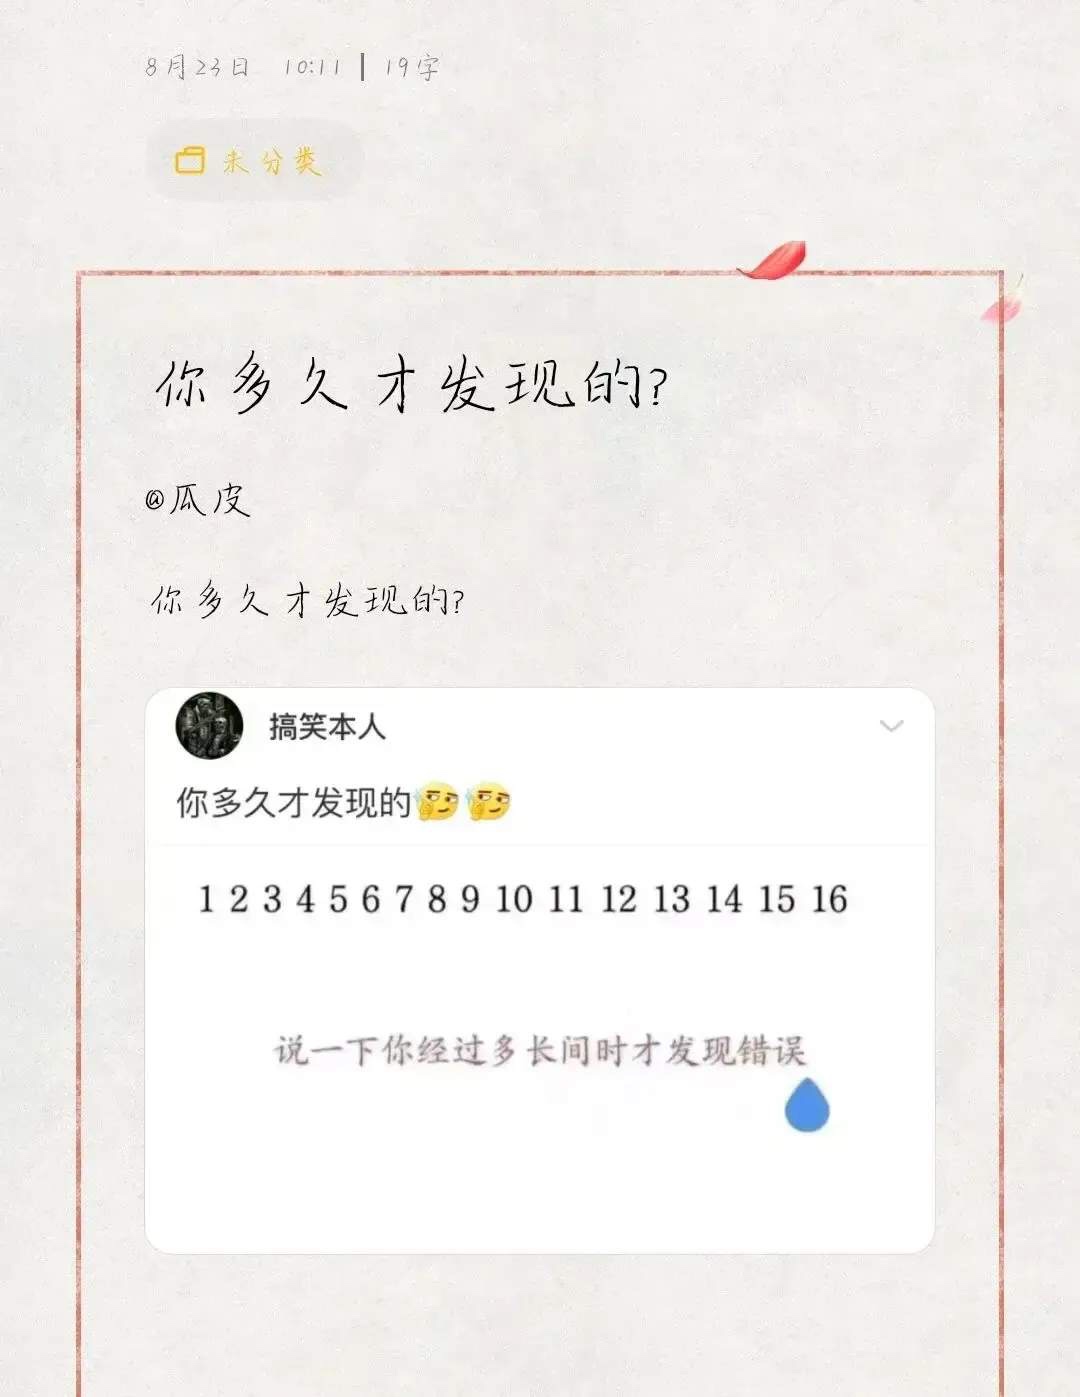 8月23日 10:11 | 19字
未分类
你多久才发现的?
@瓜皮
你多久才发现的?
搞笑本人
你多久才发现的
1 2 3 4 5 6 7 8 9 10 11 12 13 14 15 16
说一下你经过多长间时才发现错误